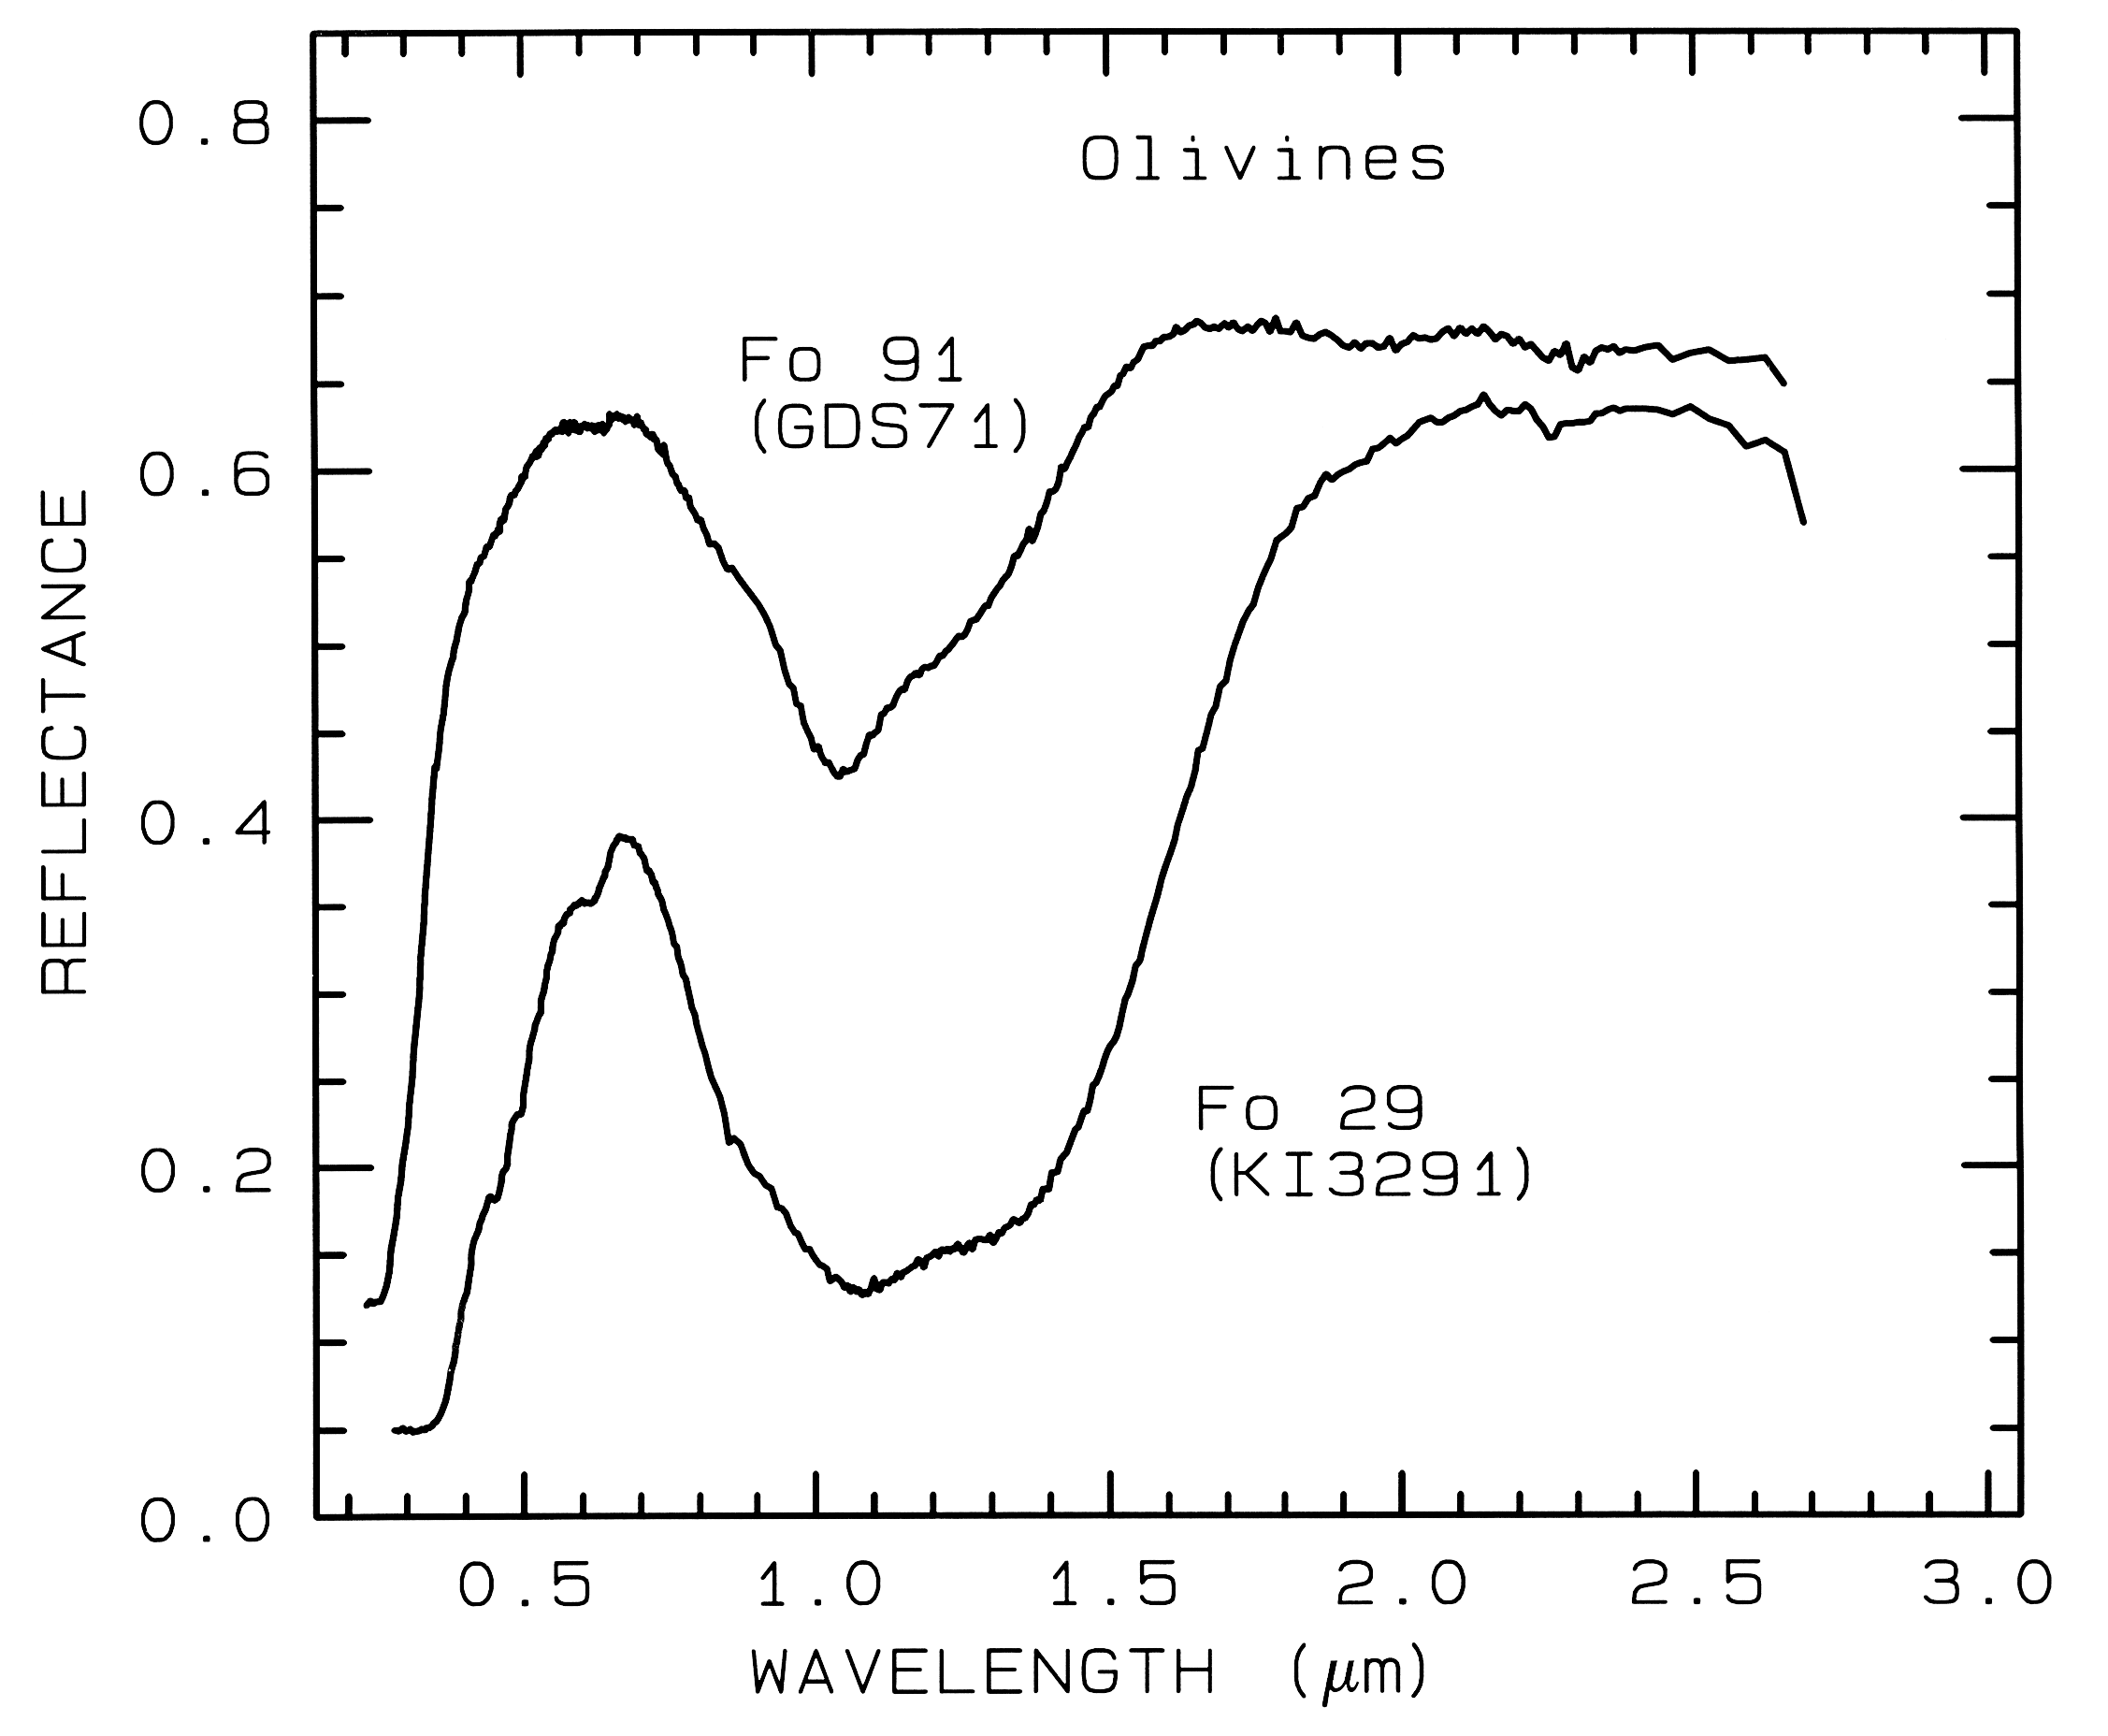 Olivines
0.8
Fo 91
(GDS71)
0.6
REFLECTANCE
0.4
Fo 29
(KI3291)
0.2
0.0
0.5 1.0 1.5 2.0 2.5 3.0
WAVELENGTH (μm)